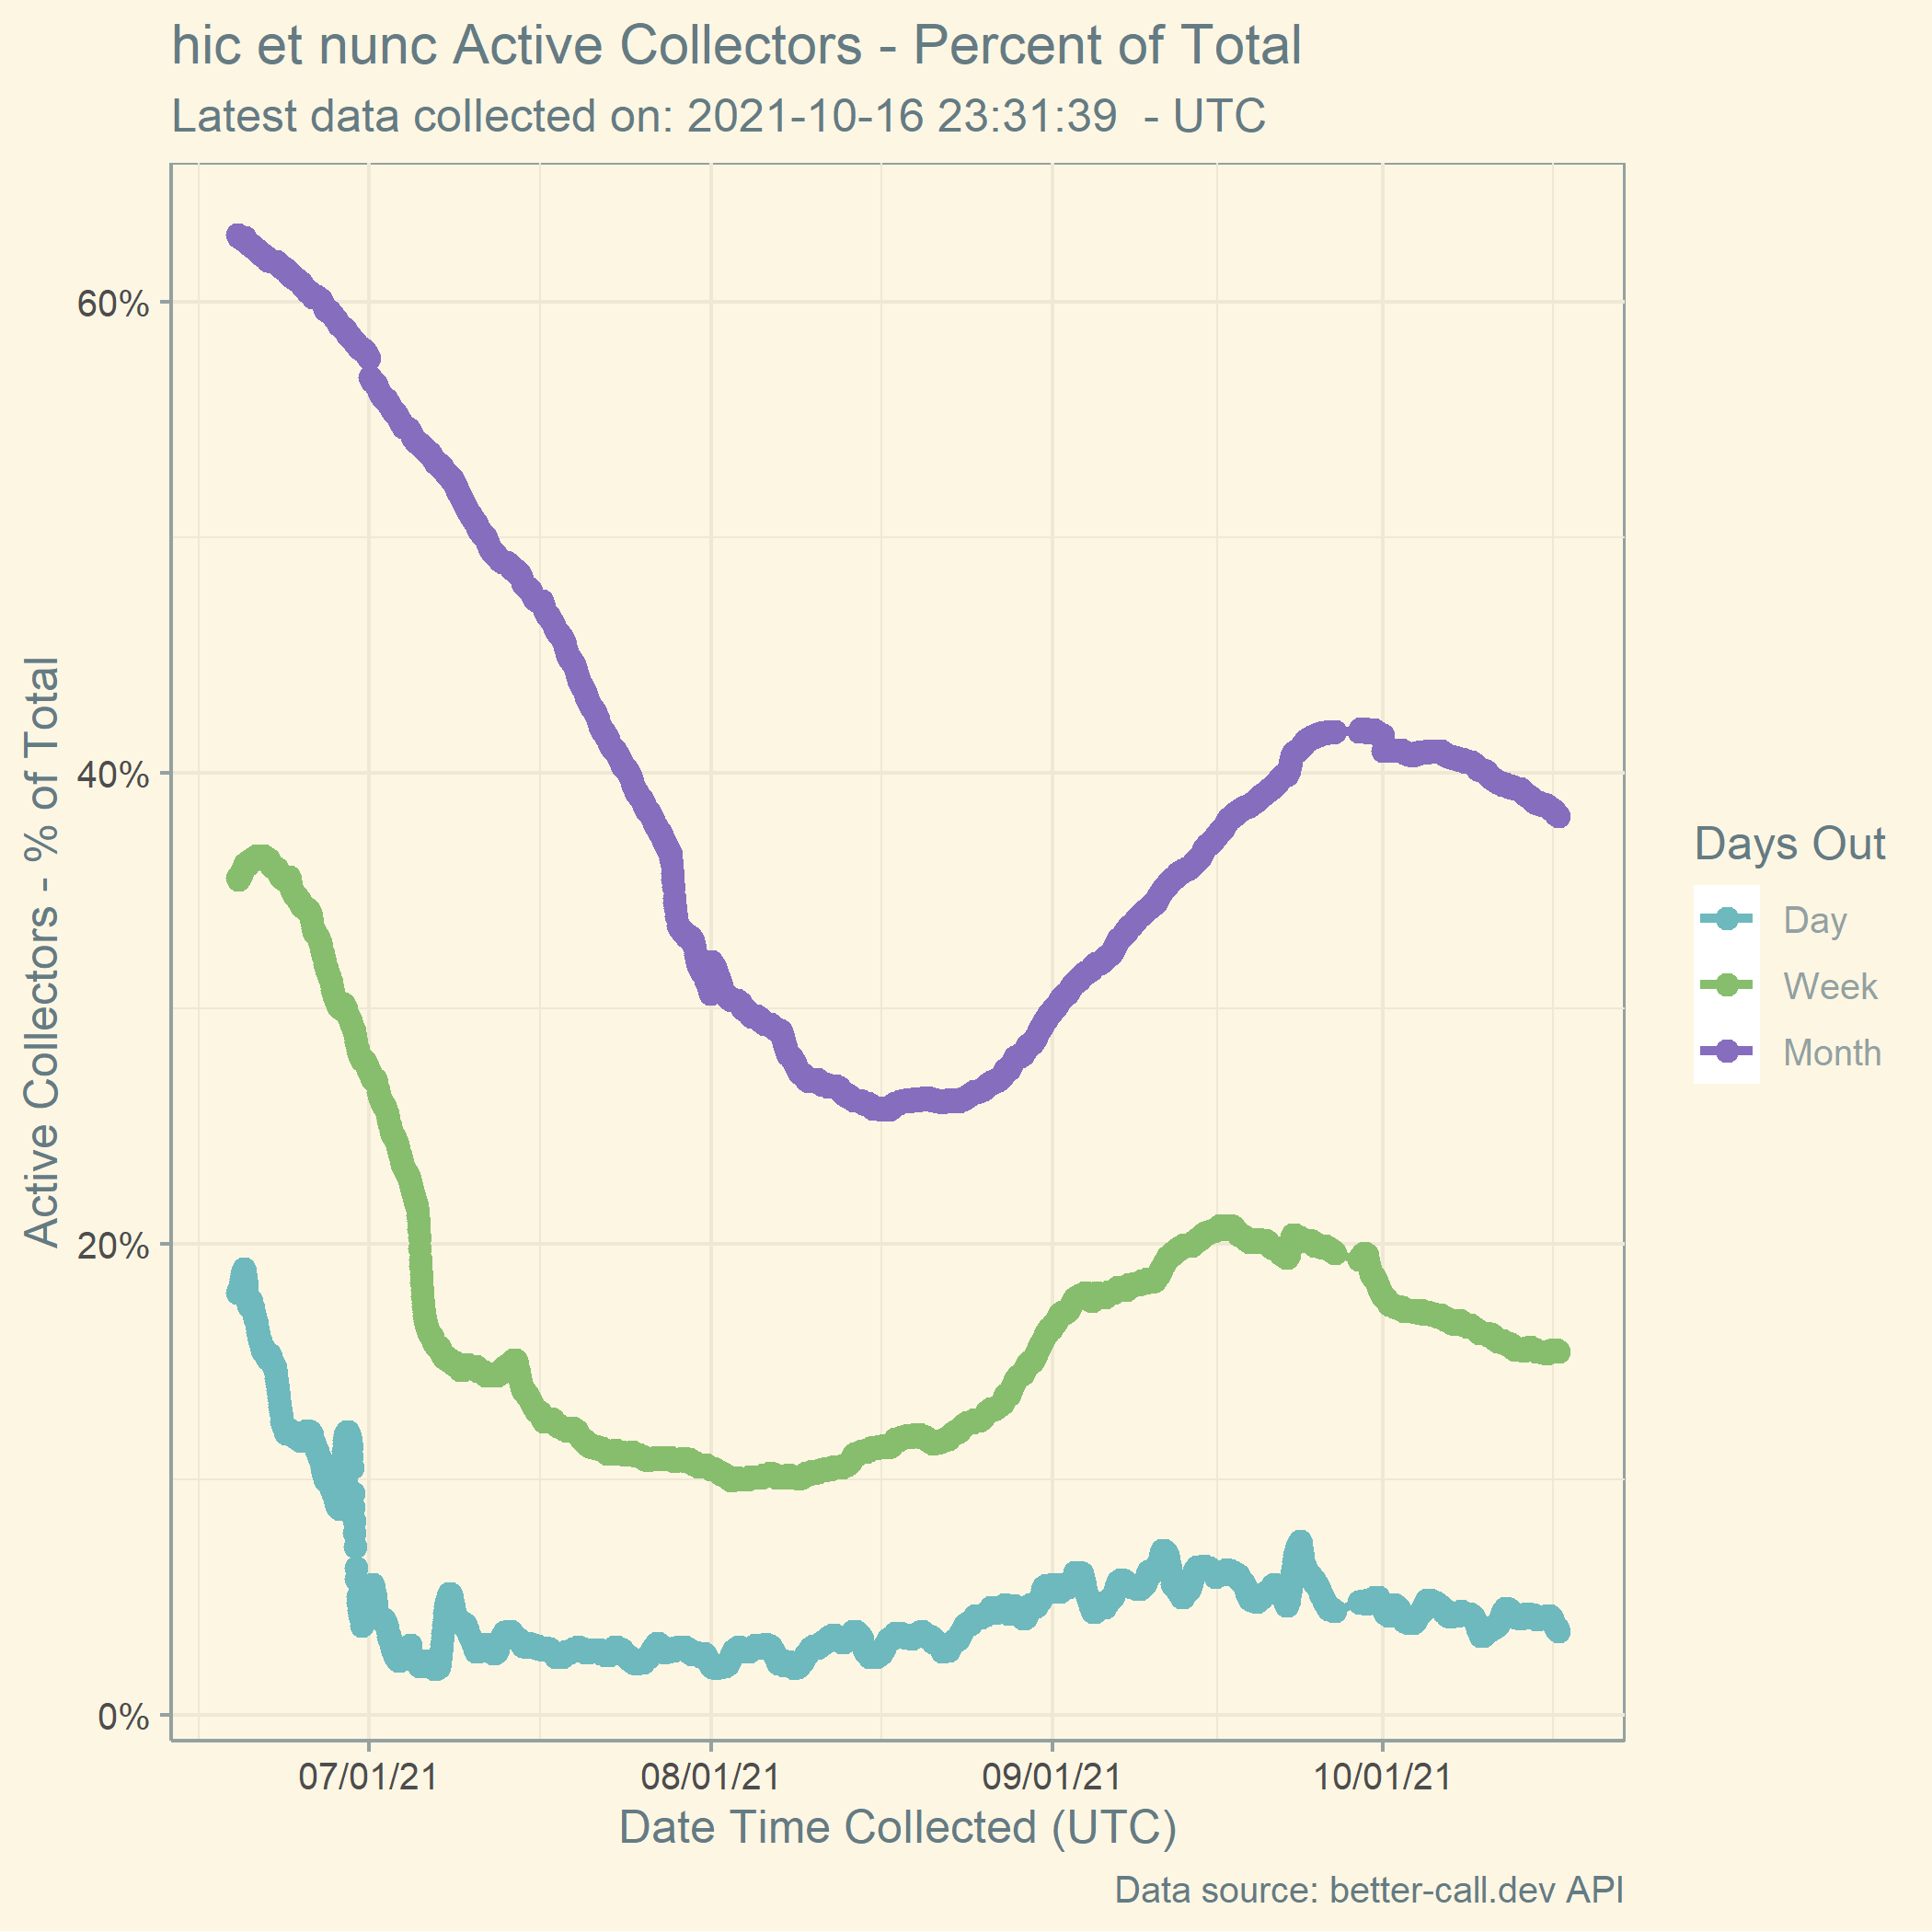 hic et nunc Active Collectors - Percent of Total
Latest data collected on: 2021-10-16 23:31:39  - UTC
Active Collectors - % of Total
60%
40%
20%
0%
07/01/21
08/01/21
09/01/21
10/01/21
Date Time Collected (UTC)
Days Out
Day
Week
Month
Data source: better-call.dev API